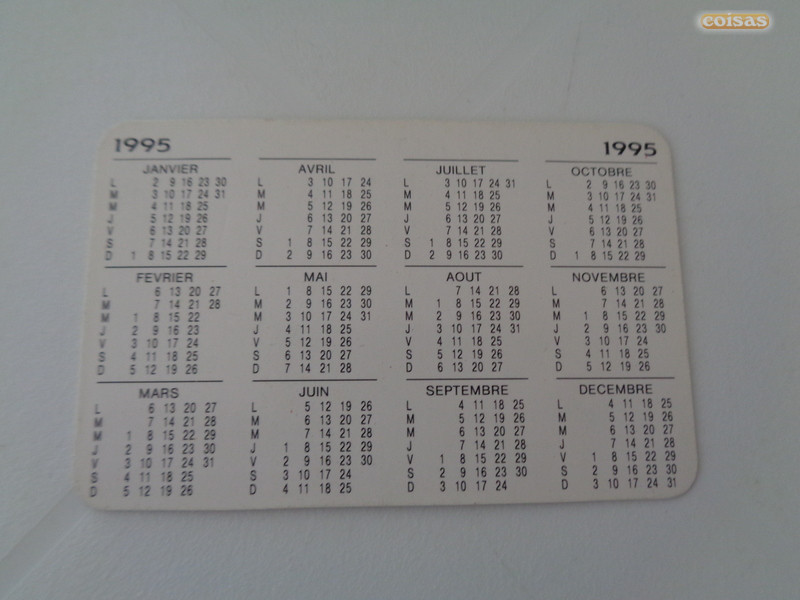 coisas
1995 1995
JANVIER
L 2 9 16 23 30
M 3 10 17 24 31
M 4 11 18 25
J 5 12 19 26
V 6 13 20 27
S 7 14 21 28
D 1 8 15 22 29
AVRIL
L 3 10 17 24
M 4 11 18 25
M 5 12 19 26
J 6 13 20 27
V 7 14 21 28
S 1 8 15 22 29
D 2 9 16 23 30
JUILLET
L 3 10 17 24 31
M 4 11 18 25
M 5 12 19 26
J 6 13 20 27
V 7 14 21 28
S 1 8 15 22 29
D 2 9 16 23 30
OCTOBRE
L 2 9 16 23 30
M 3 10 17 24 31
M 4 11 18 25
J 5 12 19 26
V 6 13 20 27
S 7 14 21 28
D 1 8 15 22 29
FEVRIER
L 6 13 20 27
M 7 14 21 28
M 1 8 15 22
J 2 9 16 23
V 3 10 17 24
S 4 11 18 25
D 5 12 19 26
MAI
L 1 8 15 22 29
M 2 9 16 23 30
M 3 10 17 24 31
J 4 11 18 25
V 5 12 19 26
S 6 13 20 27
D 7 14 21 28
AOUT
L 7 14 21 28
M 1 8 15 22 29
M 2 9 16 23 30
J 3 10 17 24 31
V 4 11 18 25
S 5 12 19 26
D 6 13 20 27
NOVEMBRE
L 6 13 20 27
M 7 14 21 28
M 1 8 15 22 29
J 2 9 16 23 30
V 3 10 17 24
S 4 11 18 25
D 5 12 19 26
MARS
L 6 13 20 27
M 7 14 21 28
M 1 8 15 22 29
J 2 9 16 23 30
V 3 10 17 24 31
S 4 11 18 25
D 5 12 19 26
JUIN
L 5 12 19 26
M 6 13 20 27
M 7 14 21 28
J 1 8 15 22 29
V 2 9 16 23 30
S 3 10 17 24
D 4 11 18 25
SEPTEMBRE
L 4 11 18 25
M 5 12 19 26
M 6 13 20 27
J 7 14 21 28
V 1 8 15 22 29
S 2 9 16 23 30
D 3 10 17 24
DECEMBRE
L 4 11 18 25
M 5 12 19 26
M 6 13 20 27
J 7 14 21 28
V 1 8 15 22 29
S 2 9 16 23 30
D 3 10 17 24 31